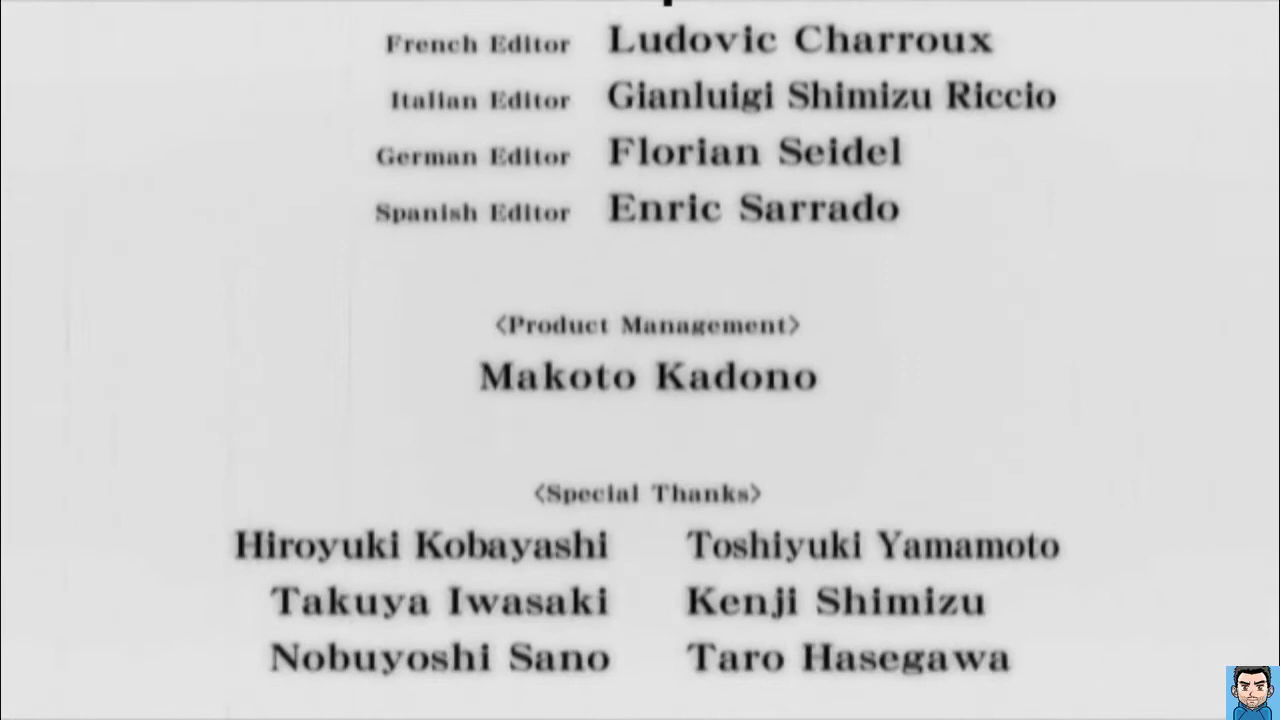 French Editor Ludovic Charroux
Italian Editor Gianluigi Shimizu Riccio
German Editor Florian Seidel
Spanish Editor Enric Sarrado
<Product Management>
Makoto Kadono
<Special Thanks>
Hiroyuki Kobayashi Toshiyuki Yamamoto
Takuya Iwasaki Kenji Shimizu
Nobuyoshi Sano Taro Hasegawa